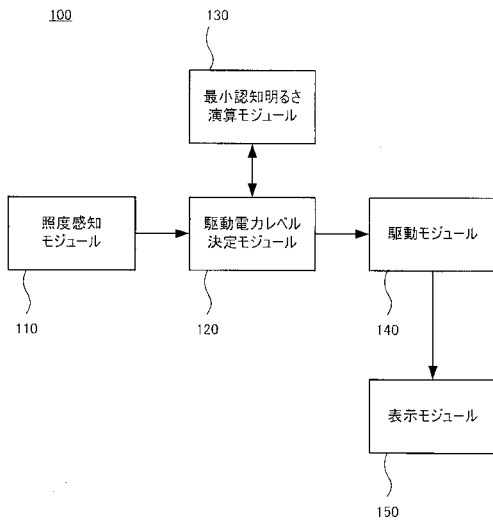 100
130
最小認知明るさ
演算モジュール
照度感知
モジュール
駆動電力レベル
決定モジュール
駆動モジュール
110
120
140
表示モジュール
150